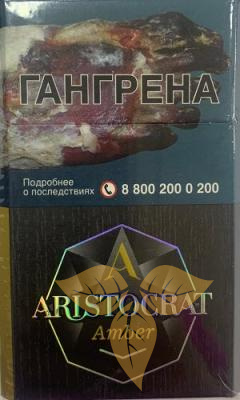 ГАНГРЕНА
Подробнее
о последствиях 8 800 200 0 200
A
ARISTOCRAT
Amber